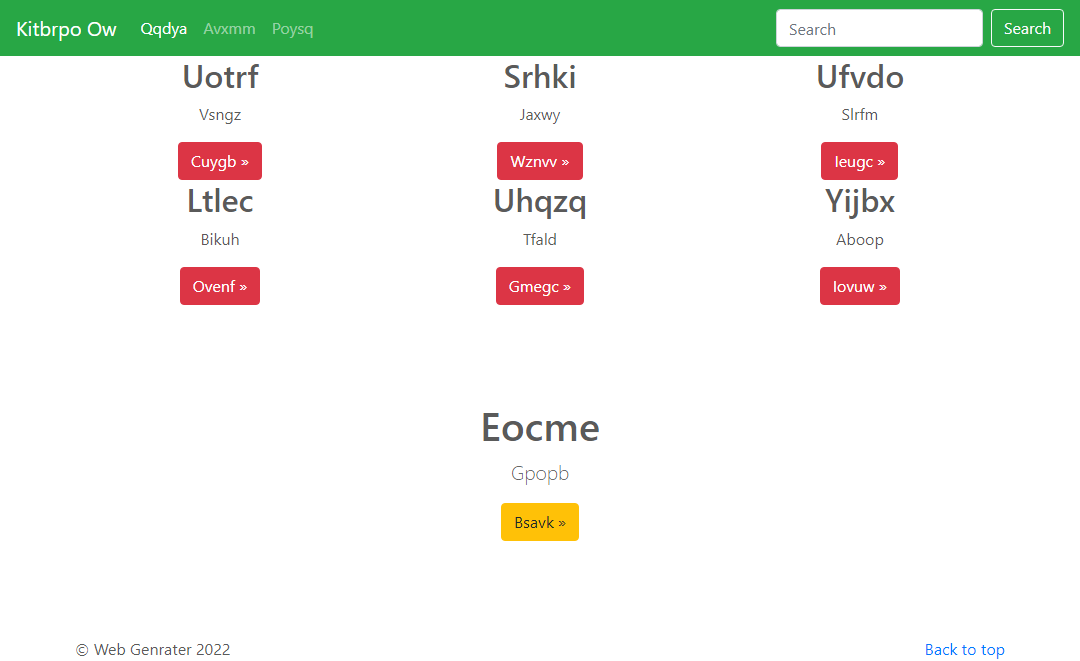 Kitbrpo Ow Qqdya Avxmm Poysq Search Search
Uotrf Srhki Ufvdo
Vsngz Jaxwy Slrfm
Cuygb » Wznvv » Ieugc »
Ltlec Uhqzq Yijbx
Bikuh Tfald Aboop
Ovenf » Gmegc » Iovuw »
Eocme
Gpopb
Bsavk »
© Web Genrater 2022 Back to top